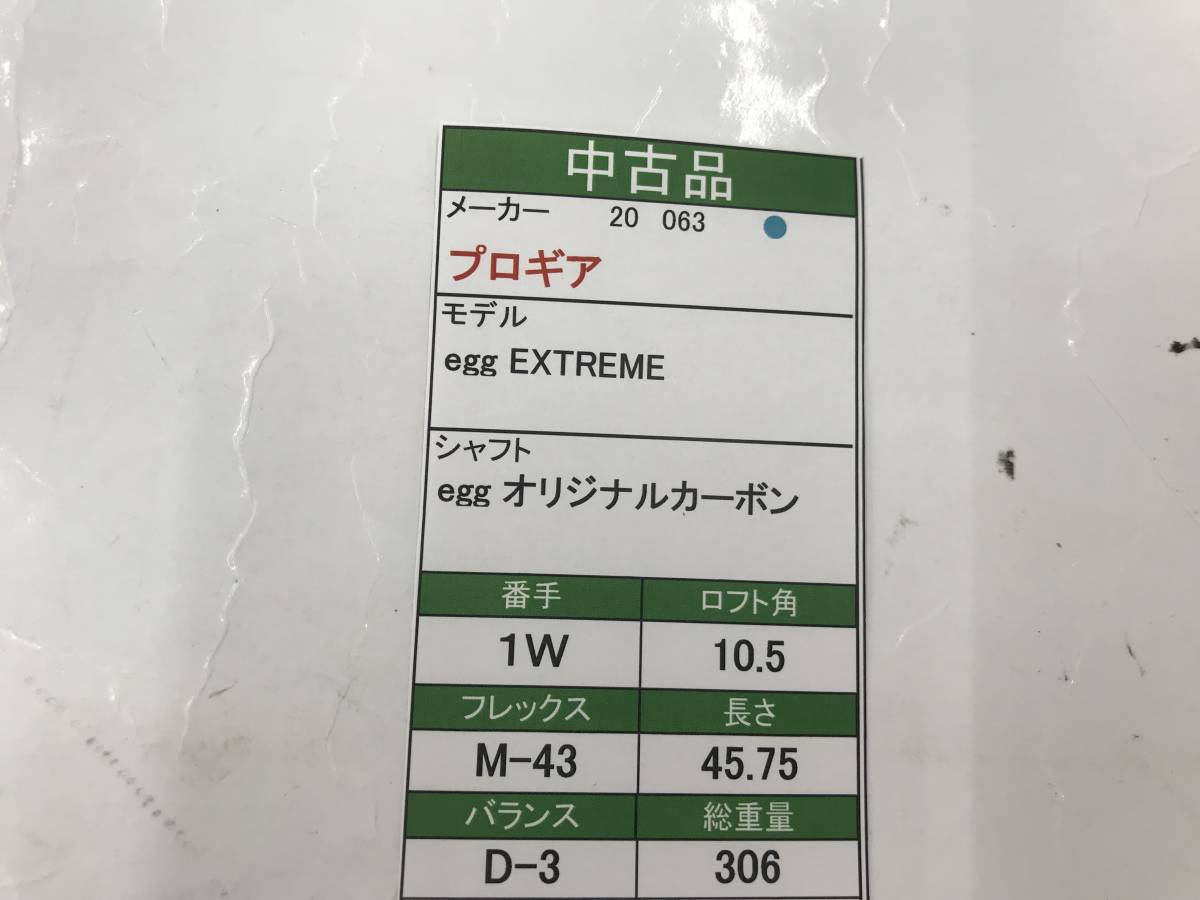 中古品
メーカー 20 063
プロギア
モデル
egg EXTREME
シャフト
egg オリジナルカーボン
番手 ロフト角
1W 10.5
フレックス 長さ
M-43 45.75
バランス 総重量
D-3 306